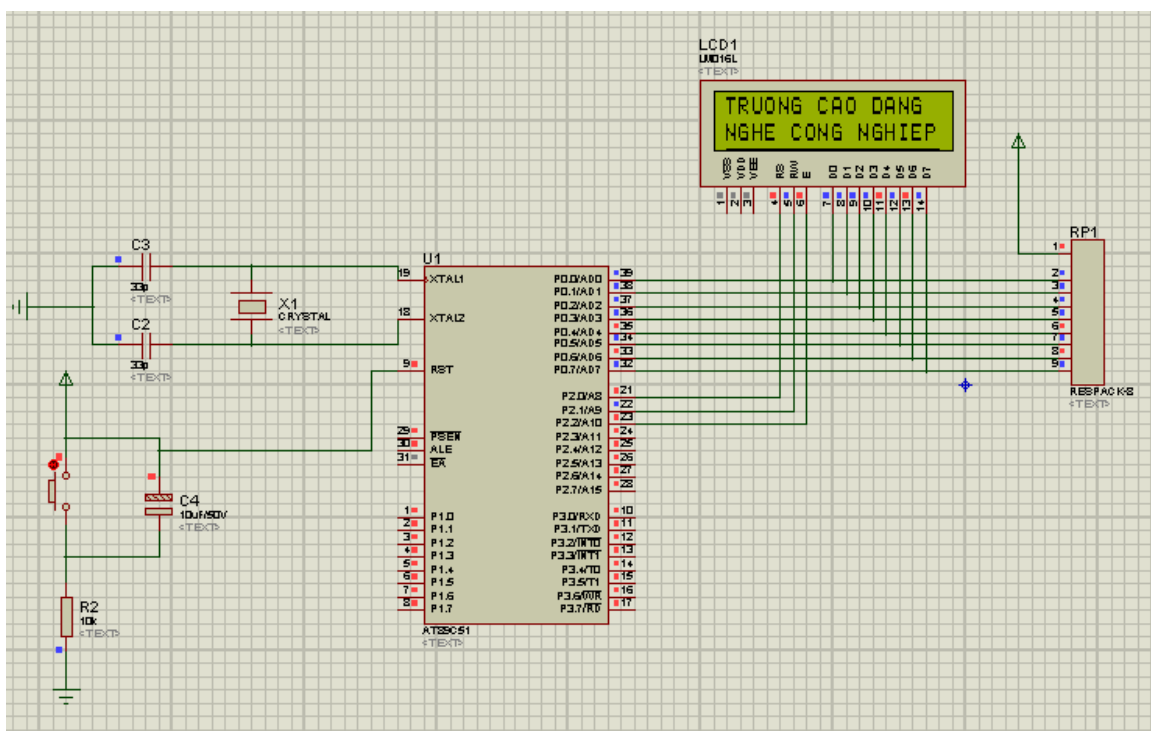 LCD1
LM016L
<TEXT>
TRUONG CAO DANG
NGHE CONG NGHIEP
VSS VDD VEE RS RW E D0 D1 D2 D3 D4 D5 D6 D7
1 2 3 4 5 6 7 8 9 10 11 12 13 14
C3
33p
<TEXT>
X1
CRYSTAL
<TEXT>
C2
33p
<TEXT>
U1
19 XTAL1
18 XTAL2
9 RST
29 PSEN
30 ALE
31 EA
1 P1.0
2 P1.1
3 P1.2
4 P1.3
5 P1.4
6 P1.5
7 P1.6
8 P1.7
P0.0/AD0 39
P0.1/AD1 38
P0.2/AD2 37
P0.3/AD3 36
P0.4/AD4 35
P0.5/AD5 34
P0.6/AD6 33
P0.7/AD7 32
P2.0/A8 21
P2.1/A9 22
P2.2/A10 23
P2.3/A11 24
P2.4/A12 25
P2.5/A13 26
P2.6/A14 27
P2.7/A15 28
P3.0/RXD 10
P3.1/TXD 11
P3.2/INT0 12
P3.3/INT1 13
P3.4/T0 14
P3.5/T1 15
P3.6/WR 16
P3.7/RD 17
AT89C51
<TEXT>
RP1
1
2
3
4
5
6
7
8
9
RESPACK-8
<TEXT>
C4
10uF/50V
<TEXT>
R2
10k
<TEXT>